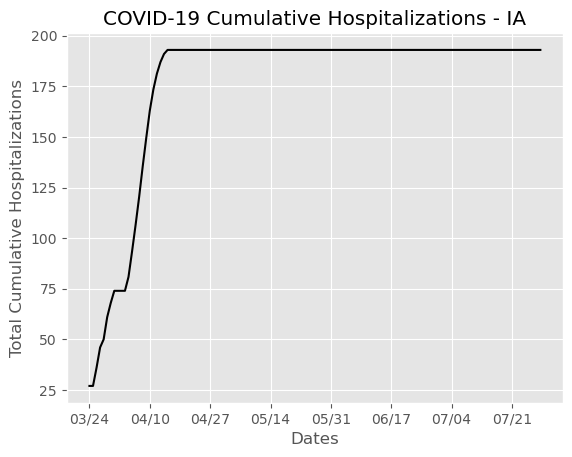 COVID-19 Cumulative Hospitalizations - IA
Total Cumulative Hospitalizations
200
175
150
125
100
75
50
25
03/24 04/10 04/27 05/14 05/31 06/17 07/04 07/21
Dates